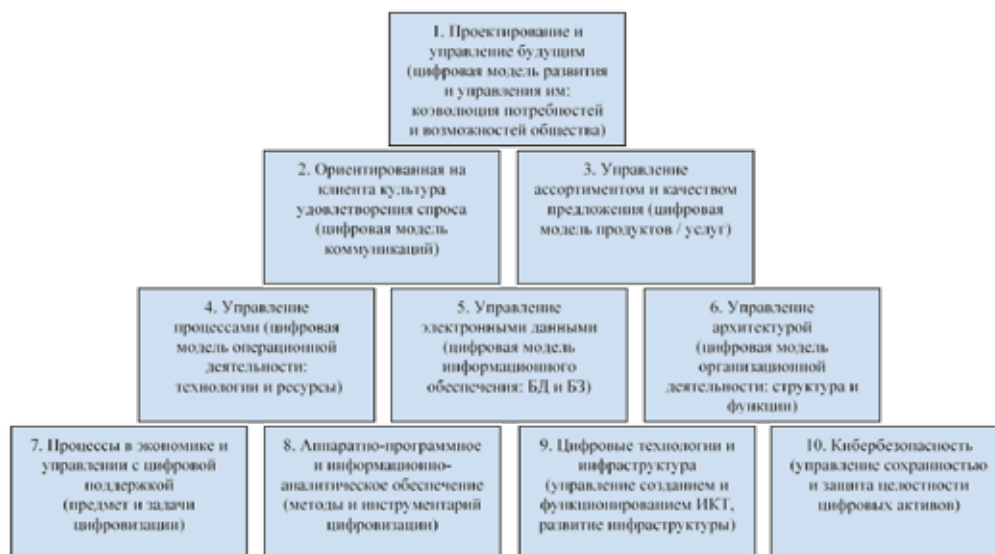 1. Проектирование и
управление будущим
(цифровая модель развития
и управления им:
коэволюция потребностей
и возможностей общества)
2. Ориентированная на
клиента культура
удовлетворения спроса
(цифровая модель
коммуникаций)
3. Управление
ассортиментом и качеством
предложения (цифровая
модель продуктов / услуг)
4. Управление
процессами (цифровая
модель операционной
деятельности:
технологии и ресурсы)
5. Управление
электронными данными
(цифровая модель
информационного
обеспечения: БД и БЗ)
6. Управление
архитектурой
(цифровая модель
организационной
деятельности: структура и
функции)
7. Процессы в экономике и
управлении с цифровой
поддержкой
(предмет и задачи
цифровизации)
8. Аппаратно-программное
и информационно-
аналитическое обеспечение
(методы и инструментарий
цифровизации)
9. Цифровые технологии и
инфраструктура
(управление созданием и
функционированием ИКТ,
развитие инфраструктуры)
10. Кибербезопасность
(управление сохранностью
и защита целостности
цифровых активов)